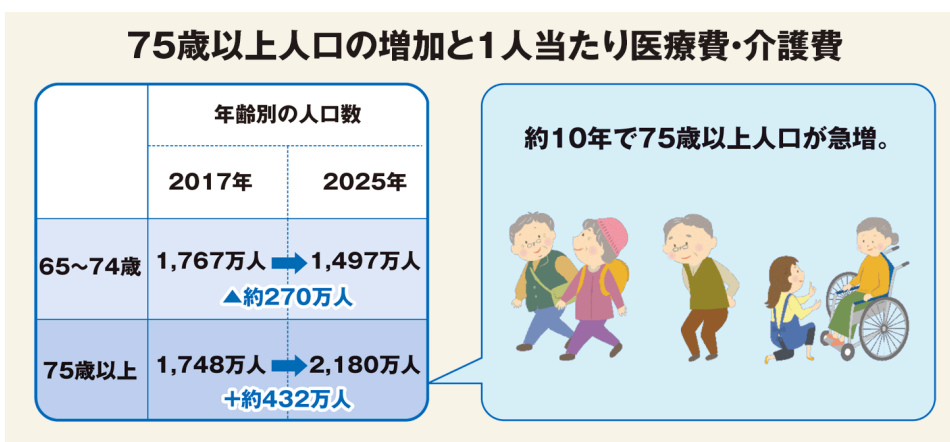 75歳以上人口の増加と1人当たり医療費・介護費
年齢別の人口数
2017年 2025年
65〜74歳 1,767万人 1,497万人
▲約270万人
75歳以上 1,748万人 2,180万人
+約432万人
約10年で75歳以上人口が急増。